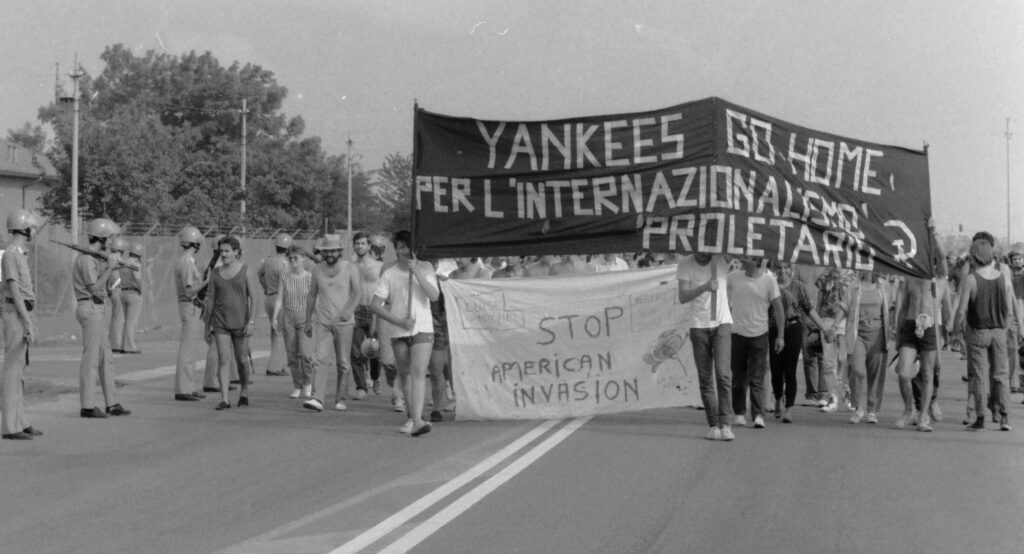 YANKEES GO HOME,
PER L'INTERNAZIONALISMO
PROLETARIO
STOP
AMERICAN
INVASION